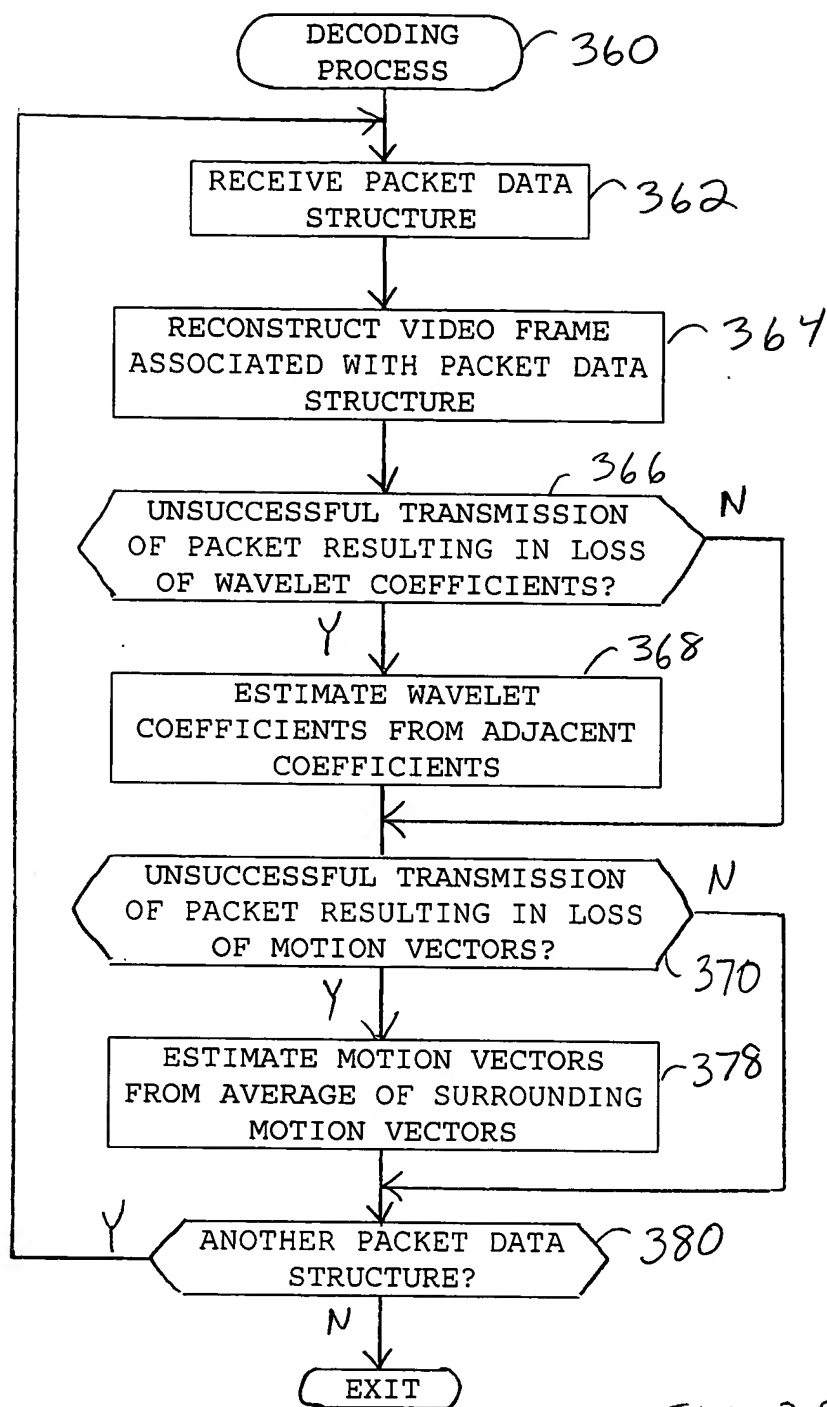 DECODING
PROCESS
360
RECEIVE PACKET DATA
STRUCTURE
362
RECONSTRUCT VIDEO FRAME
ASSOCIATED WITH PACKET DATA
STRUCTURE
364
366
UNSUCCESSFUL TRANSMISSION
OF PACKET RESULTING IN LOSS
OF WAVELET COEFFICIENTS?
N
Y
368
ESTIMATE WAVELET
COEFFICIENTS FROM ADJACENT
COEFFICIENTS
UNSUCCESSFUL TRANSMISSION
OF PACKET RESULTING IN LOSS
OF MOTION VECTORS?
N
370
Y
ESTIMATE MOTION VECTORS
FROM AVERAGE OF SURROUNDING
MOTION VECTORS
378
Y
ANOTHER PACKET DATA
STRUCTURE?
380
N
EXIT